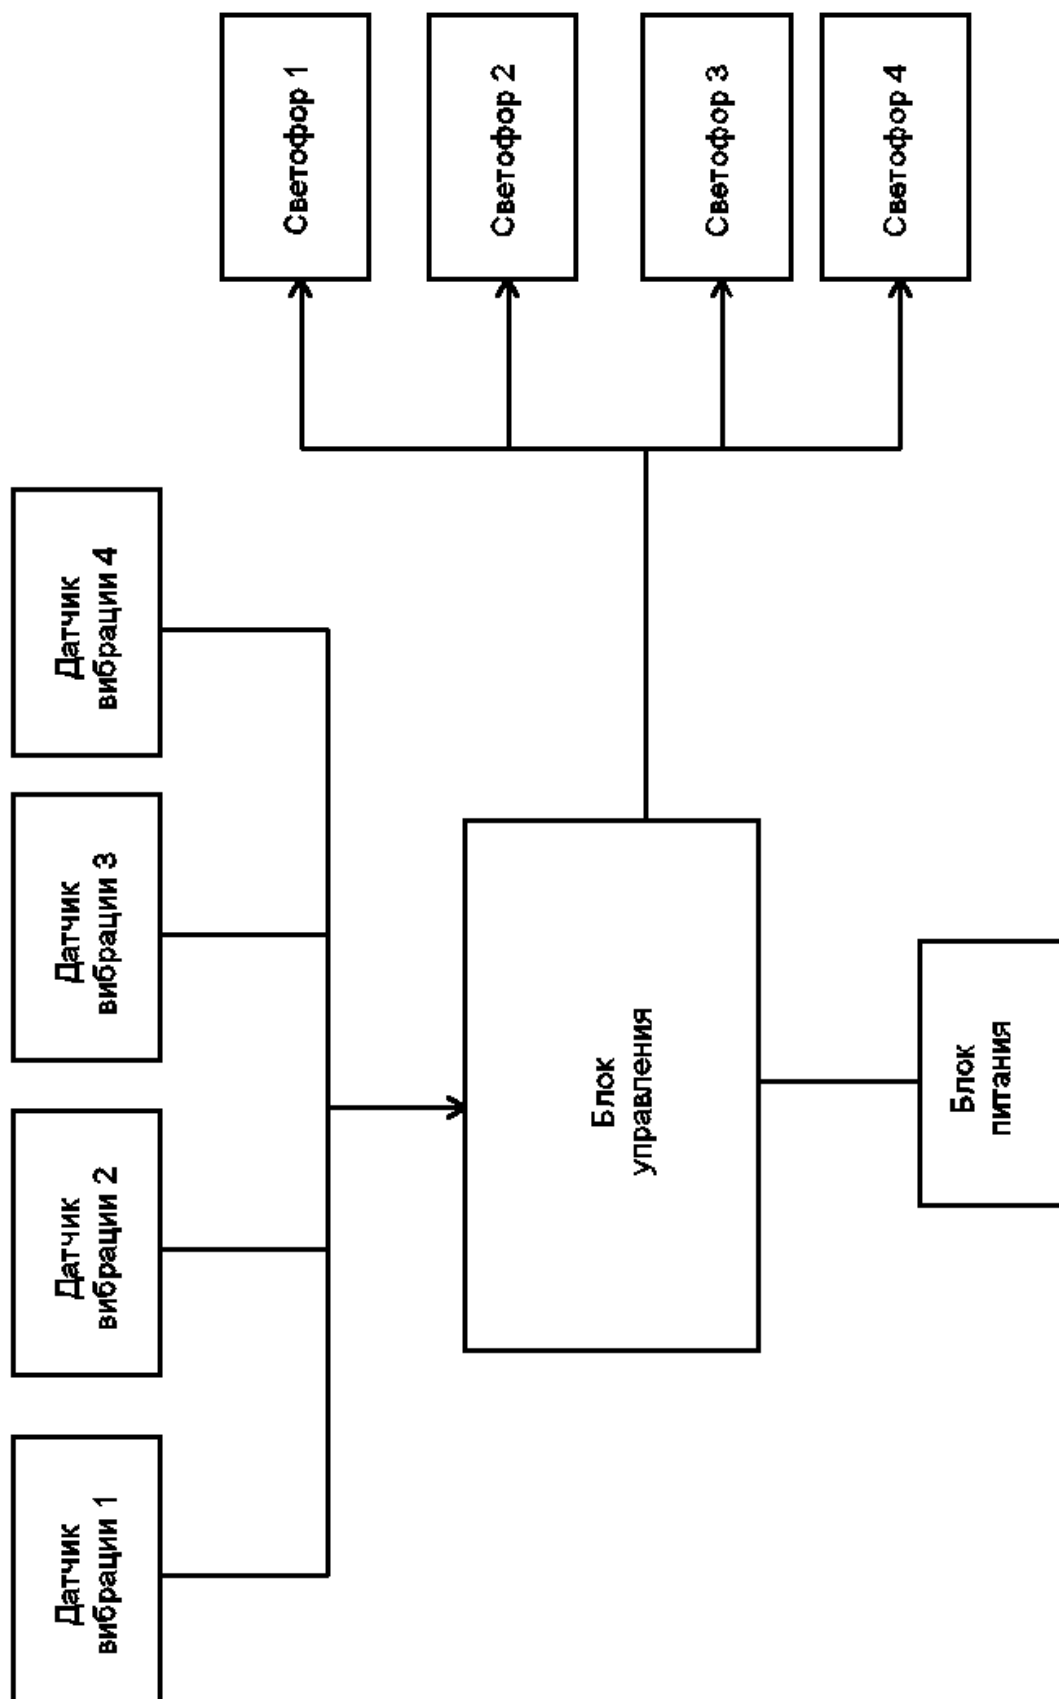 Датчик
вибрации 1
Датчик
вибрации 2
Датчик
вибрации 3
Датчик
вибрации 4
Светофор 1
Светофор 2
Светофор 3
Светофор 4
Блок
управления
Блок
питания